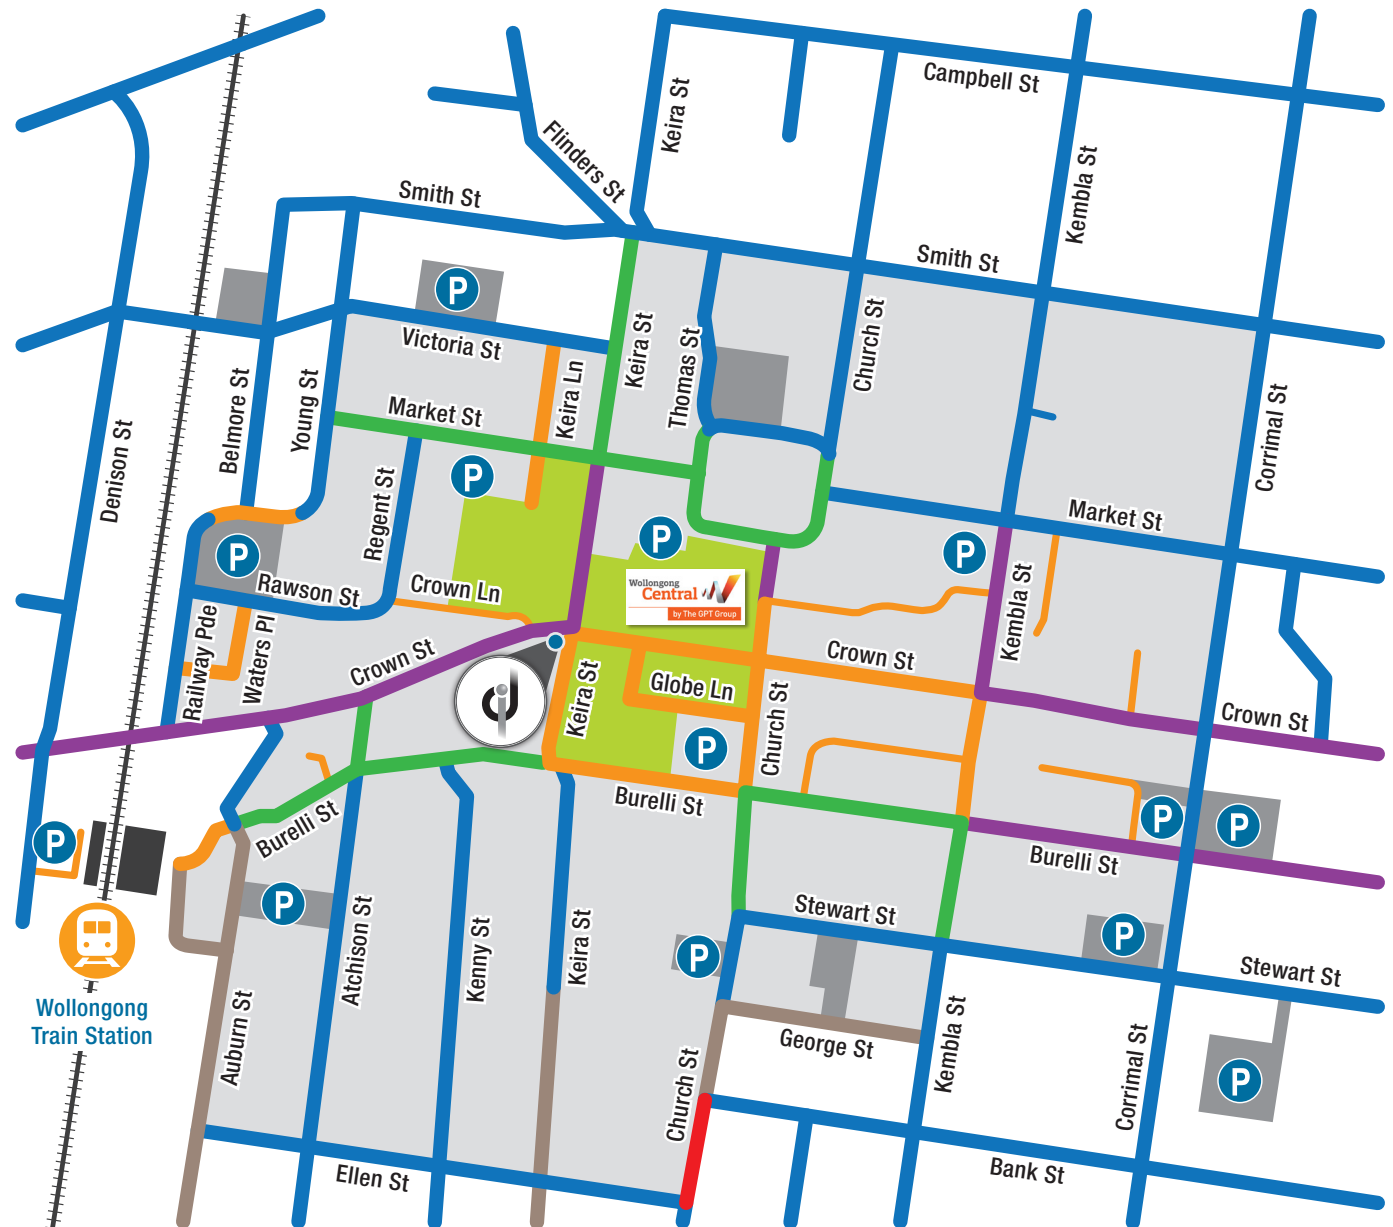 Campbell St
Keira St
Flinders St
Kembla St
Smith St
Smith St
P
Keira St
Church St
Victoria St
Thomas St
Keira Ln
Belmore St
Young St
Market St
Corrimal St
Denison St
P
Regent St
Market St
P
P
P
Wollongong
Central
by The GPT Group
Rawson St
Crown Ln
Kembla St
Railway Pde
Waters Pl
Crown St
Crown St
Keira St
Globe Ln
Church St
Crown St
P
Burelli St
Burelli St
P
P
P
Burelli St
P
Atchison St
Kenny St
Keira St
Stewart St
P
P
Stewart St
Wollongong
Train Station
Auburn St
George St
Kembla St
Corrimal St
P
Church St
Ellen St
Bank St